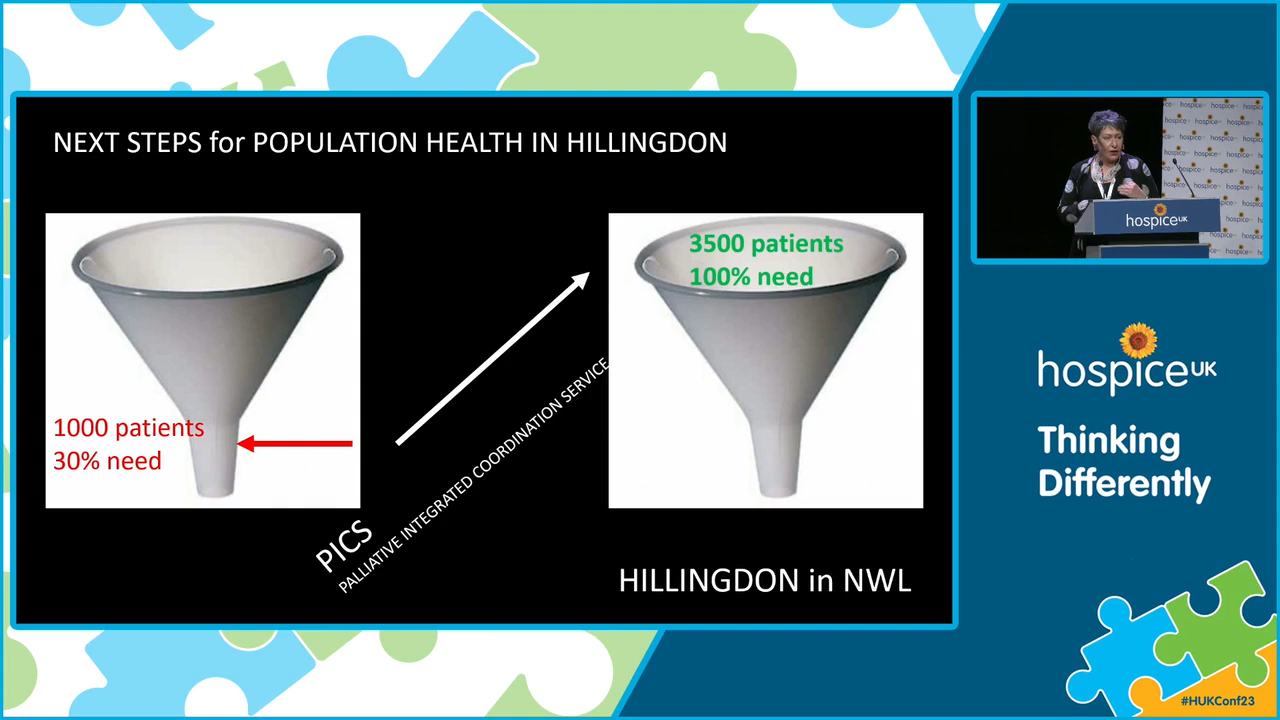 NEXT STEPS for POPULATION HEALTH IN HILLINGDON
3500 patients
100% need
1000 patients
30% need
PICS
PALLIATIVE INTEGRATED COORDINATION SERVICE
HILLINGDON in NWL
hospice UK
hospice UK
Thinking
Differently
#HUKConf23